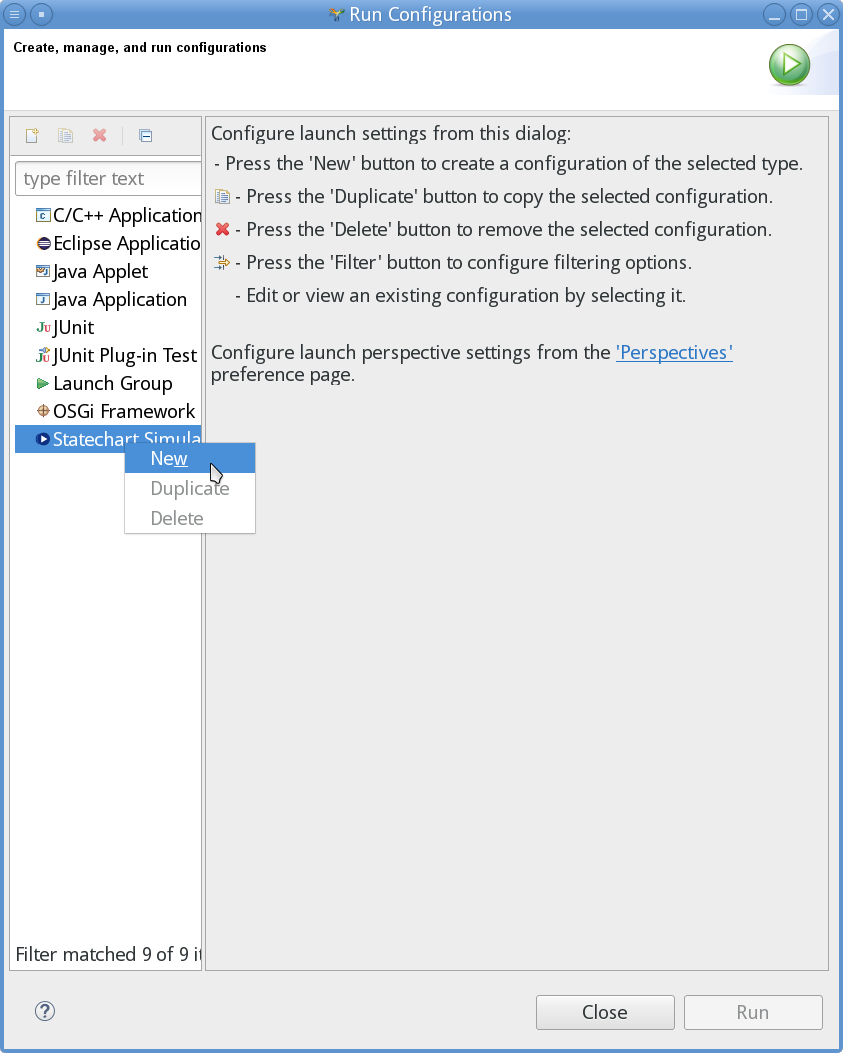 Run Configurations
Create, manage, and run configurations
type filter text
C/C++ Application
Eclipse Applicatio
Java Applet
Java Application
JUnit
JUnit Plug-in Test
Launch Group
OSGi Framework
Statechart Simula
New
Duplicate
Delete
Filter matched 9 of 9 it
Configure launch settings from this dialog:
- Press the 'New' button to create a configuration of the selected type.
- Press the 'Duplicate' button to copy the selected configuration.
- Press the 'Delete' button to remove the selected configuration.
- Press the 'Filter' button to configure filtering options.
- Edit or view an existing configuration by selecting it.
Configure launch perspective settings from the 'Perspectives'
preference page.
Close
Run